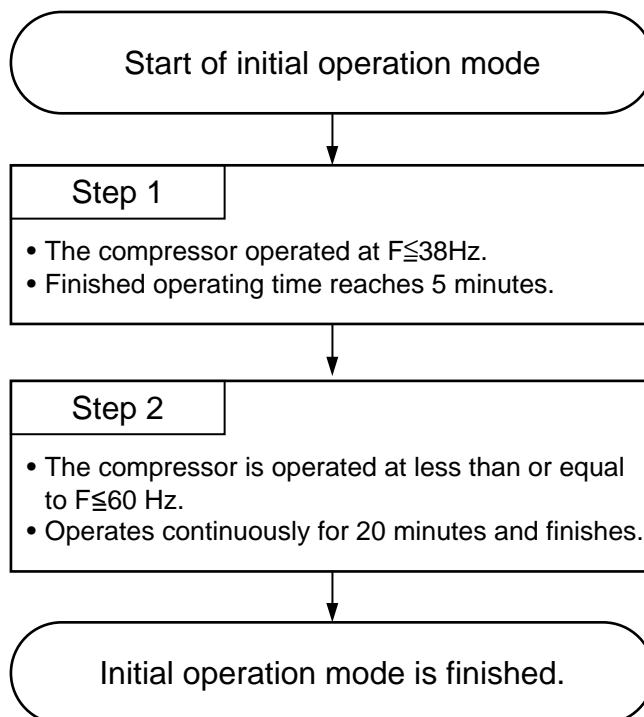 Start of initial operation mode
Step 1
• The compressor operated at F≦38Hz.
• Finished operating time reaches 5 minutes.
Step 2
• The compressor is operated at less than or equal
to F≦60 Hz.
• Operates continuously for 20 minutes and finishes.
Initial operation mode is finished.